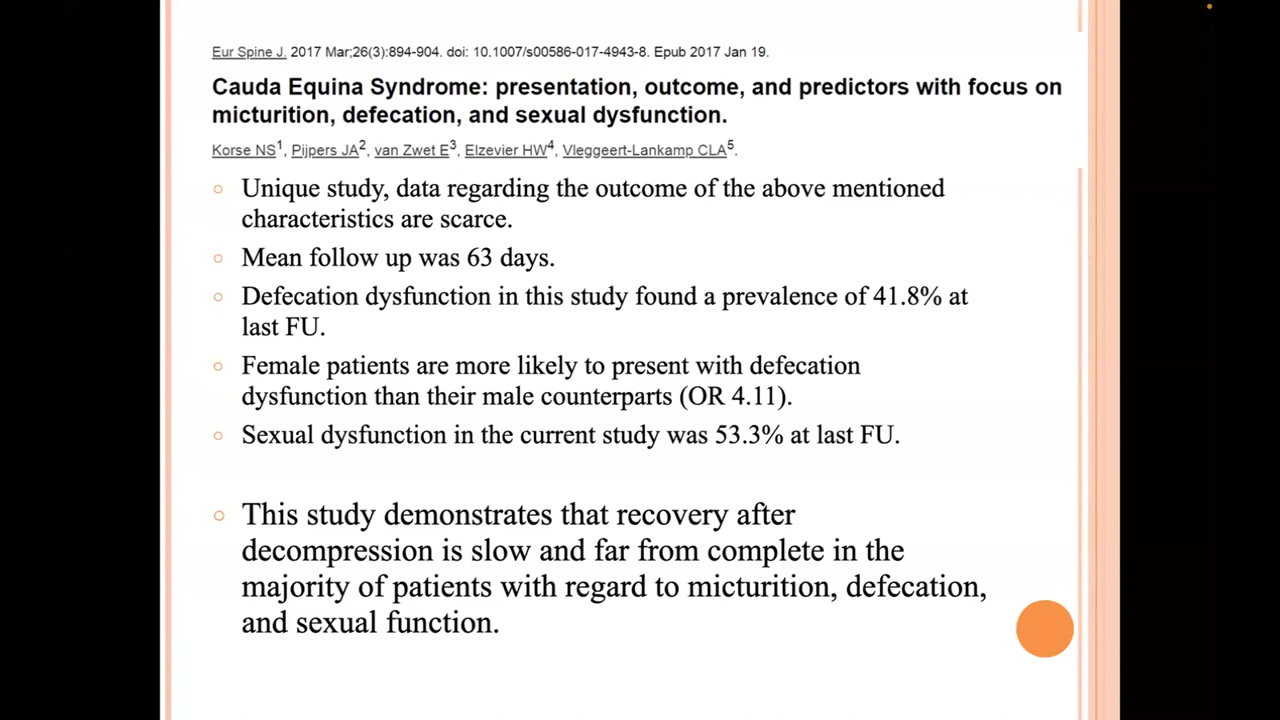 Eur Spine J. 2017 Mar;26(3):894-904. doi: 10.1007/s00586-017-4943-8. Epub 2017 Jan 19.
Cauda Equina Syndrome: presentation, outcome, and predictors with focus on
micturition, defecation, and sexual dysfunction.
Korse NS1, Pijpers JA2, van Zwet E3, Elzevier HW4, Vleggeert-Lankamp CLA5.
Unique study, data regarding the outcome of the above mentioned
characteristics are scarce.
Mean follow up was 63 days.
Defecation dysfunction in this study found a prevalence of 41.8% at
last FU.
Female patients are more likely to present with defecation
dysfunction than their male counterparts (OR 4.11).
Sexual dysfunction in the current study was 53.3% at last FU.
This study demonstrates that recovery after
decompression is slow and far from complete in the
majority of patients with regard to micturition, defecation,
and sexual function.